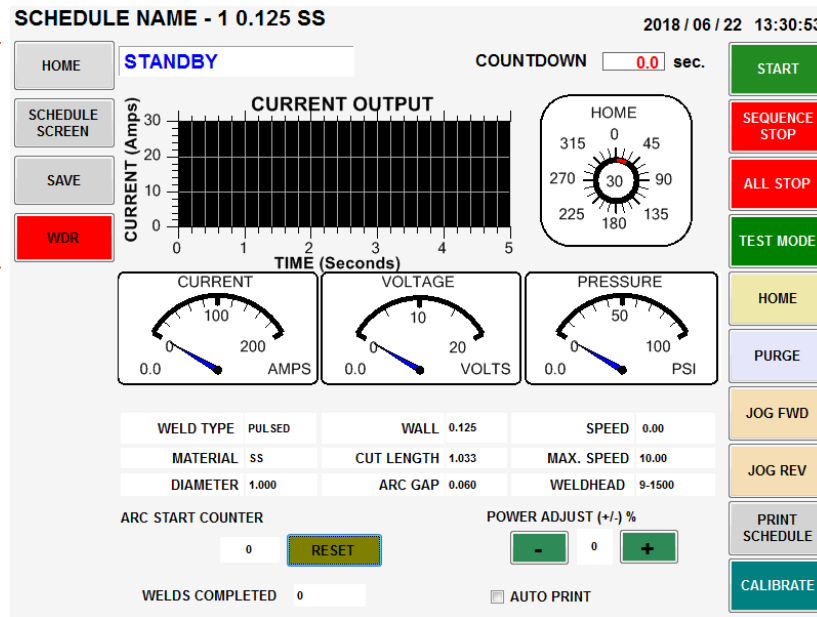 SCHEDULE NAME - 1 0.125 SS
2018 / 06 / 22 13:30:53
HOME
STANDBY
COUNTDOWN 0.0 sec.
START
SCHEDULE
SCREEN
SAVE
WDR
CURRENT OUTPUT
CURRENT (Amps)
30
20
10
0
0 1 2 3 4 5
TIME (Seconds)
HOME
0
315 45
270 30 90
225 135
180
SEQUENCE
STOP
ALL STOP
TEST MODE
HOME
PURGE
JOG FWD
JOG REV
PRINT
SCHEDULE
CALIBRATE
CURRENT
100
0 200
0.0 AMPS
VOLTAGE
10
0 20
0.0 VOLTS
PRESSURE
50
0 100
0.0 PSI
WELD TYPE PULSED WALL 0.125 SPEED 0.00
MATERIAL SS CUT LENGTH 1.033 MAX. SPEED 10.00
DIAMETER 1.000 ARC GAP 0.060 WELDHEAD 9-1500
ARC START COUNTER
0 RESET
POWER ADJUST (+/-) %
- 0 +
WELDS COMPLETED 0
AUTO PRINT